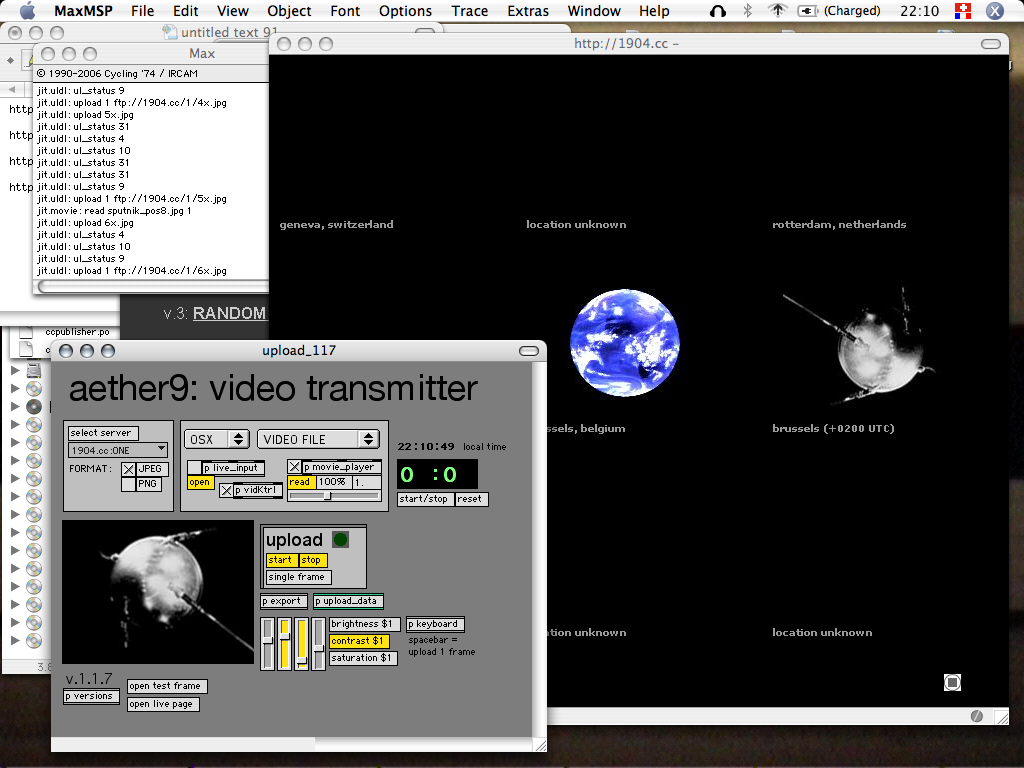 MaxMSP File Edit View Object Font Options Trace Extras Window Help (Charged) 22:10
untitled text 91
Max
© 1990-2006 Cycling '74 / IRCAM
jit.uldl: ul_status 9
jit.uldl: upload 1 ftp://1904.cc/1/4x.jpg
jit.uldl: upload 5x.jpg
jit.uldl: ul_status 31
jit.uldl: ul_status 4
jit.uldl: ul_status 10
jit.uldl: ul_status 31
jit.uldl: ul_status 31
jit.uldl: ul_status 9
jit.uldl: upload 1 ftp://1904.cc/1/5x.jpg
jit.movie: read sputnik_pos8.jpg 1
jit.uldl: upload 6x.jpg
jit.uldl: ul_status 4
jit.uldl: ul_status 10
jit.uldl: ul_status 9
jit.uldl: upload 1 ftp://1904.cc/1/6x.jpg
http
http
http
http
v.3: RANDOM
ccpublisher.po
3.8
http://1904.cc –
geneva, switzerland
location unknown
rotterdam, netherlands
ssels, belgium
brussels (+0200 UTC)
tion unknown
location unknown
upload_117
aether9: video transmitter
select server
1904.cc:ONE
FORMAT: JPEG
PNG
OSX
VIDEO FILE
p live_input
p movie_player
open
read 100% 1.
p vidKtrl
22:10:49 local time
0 :0
start/stop reset
upload
start stop
single frame
p export p upload_data
brightness $1
contrast $1
saturation $1
p keyboard
spacebar =
upload 1 frame
v.1.1.7
p versions
open test frame
open live page